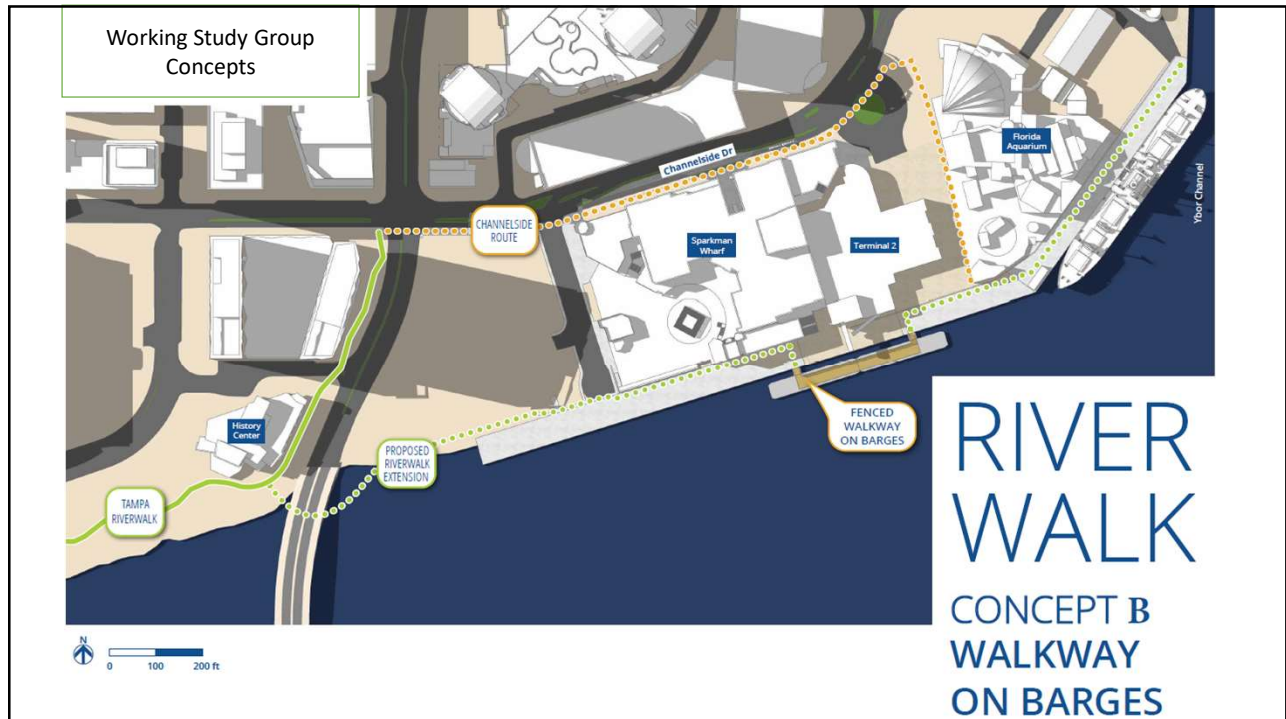 Working Study Group
Concepts
Channelside Dr
Florida
Aquarium
Ybor Channel
CHANNELSIDE
ROUTE
Sparkman
Wharf
Terminal 2
History
Center
PROPOSED
RIVERWALK
EXTENSION
FENCED
WALKWAY
ON BARGES
TAMPA
RIVERWALK
RIVER
WALK
CONCEPT B
WALKWAY
ON BARGES
N
0 100 200 ft